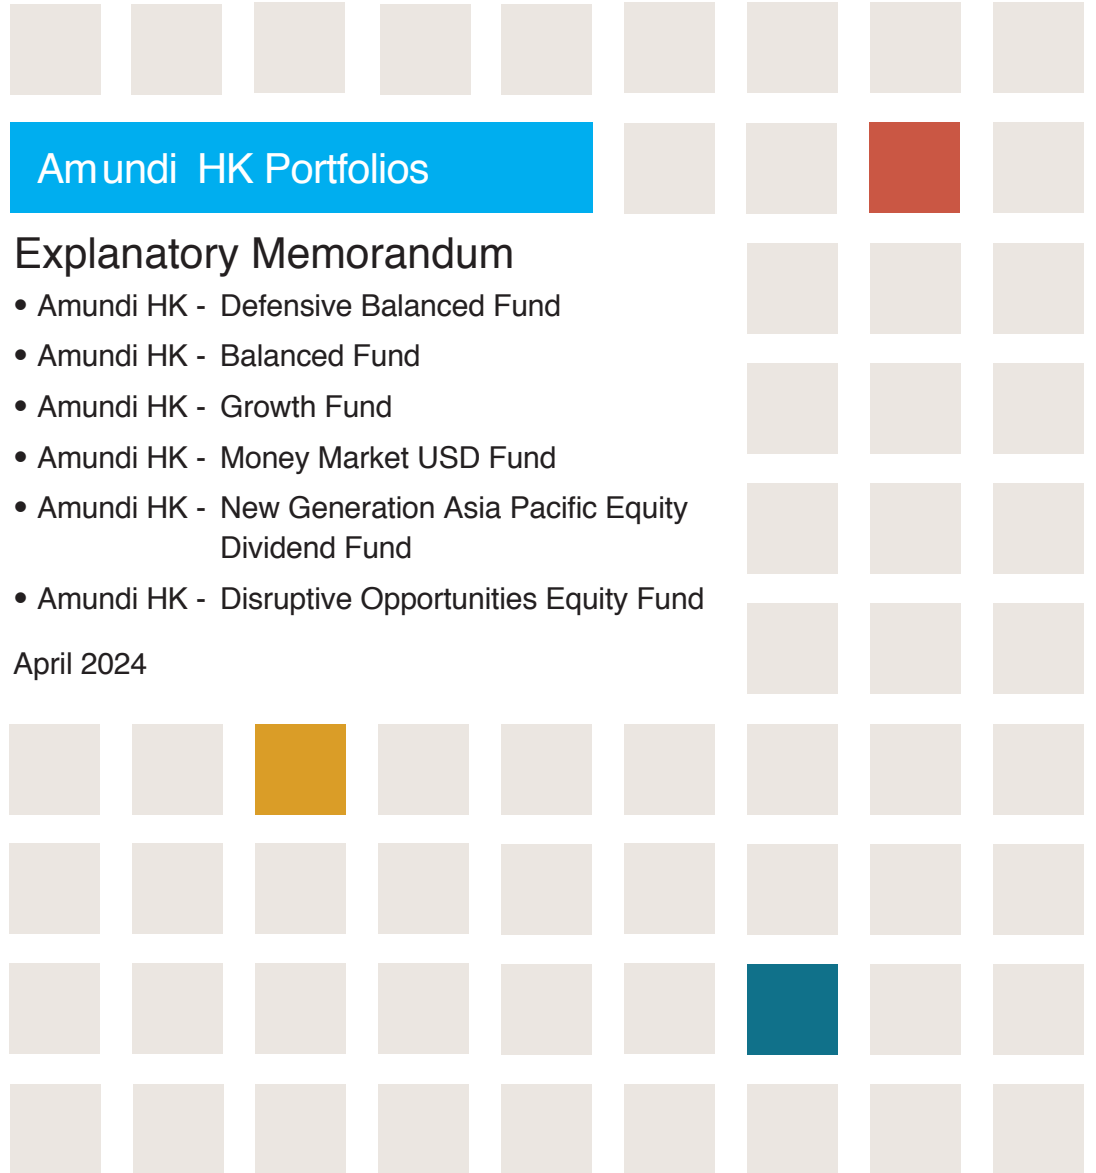 Amundi HK Portfolios
Explanatory Memorandum
• Amundi HK - Defensive Balanced Fund
• Amundi HK - Balanced Fund
• Amundi HK - Growth Fund
• Amundi HK - Money Market USD Fund
• Amundi HK - New Generation Asia Pacific Equity
Dividend Fund
• Amundi HK - Disruptive Opportunities Equity Fund
April 2024